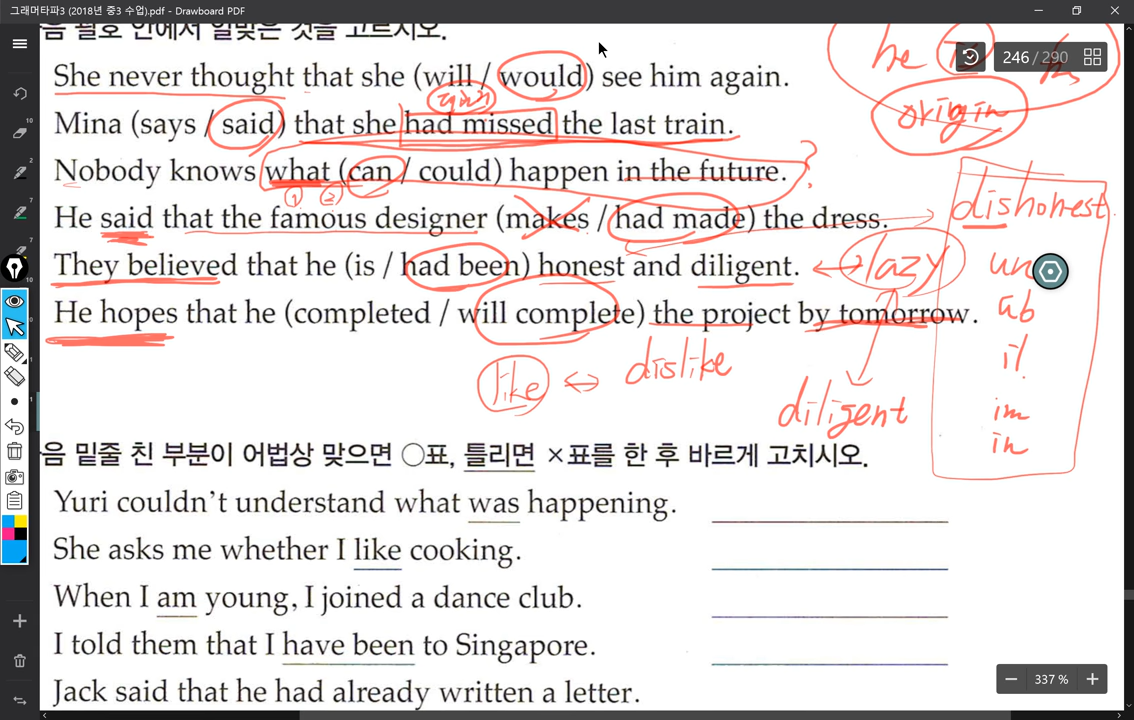 그래머타파3 (2018년 중3 수업).pdf - Drawboard PDF
246 / 290
필호 안에서 알맞은 것을 고르시오.
She never thought that she (will / would) see him again.
Mina (says / said) that she had missed the last train.
Nobody knows what (can / could) happen in the future.
① ②
?
He said that the famous designer (makes / had made) the dress.
They believed that he (is / had been) honest and diligent.
He hopes that he (completed / will complete) the project by tomorrow.
he is his
origin
dishonest
lazy
un
ab
il
im
in
like ↔ dislike
diligent
음 밑줄 친 부분이 어법상 맞으면 ○표, 틀리면 ×표를 한 후 바르게 고치시오.
Yuri couldn't understand what was happening.
She asks me whether I like cooking.
When I am young, I joined a dance club.
I told them that I have been to Singapore.
Jack said that he had already written a letter.
337 %